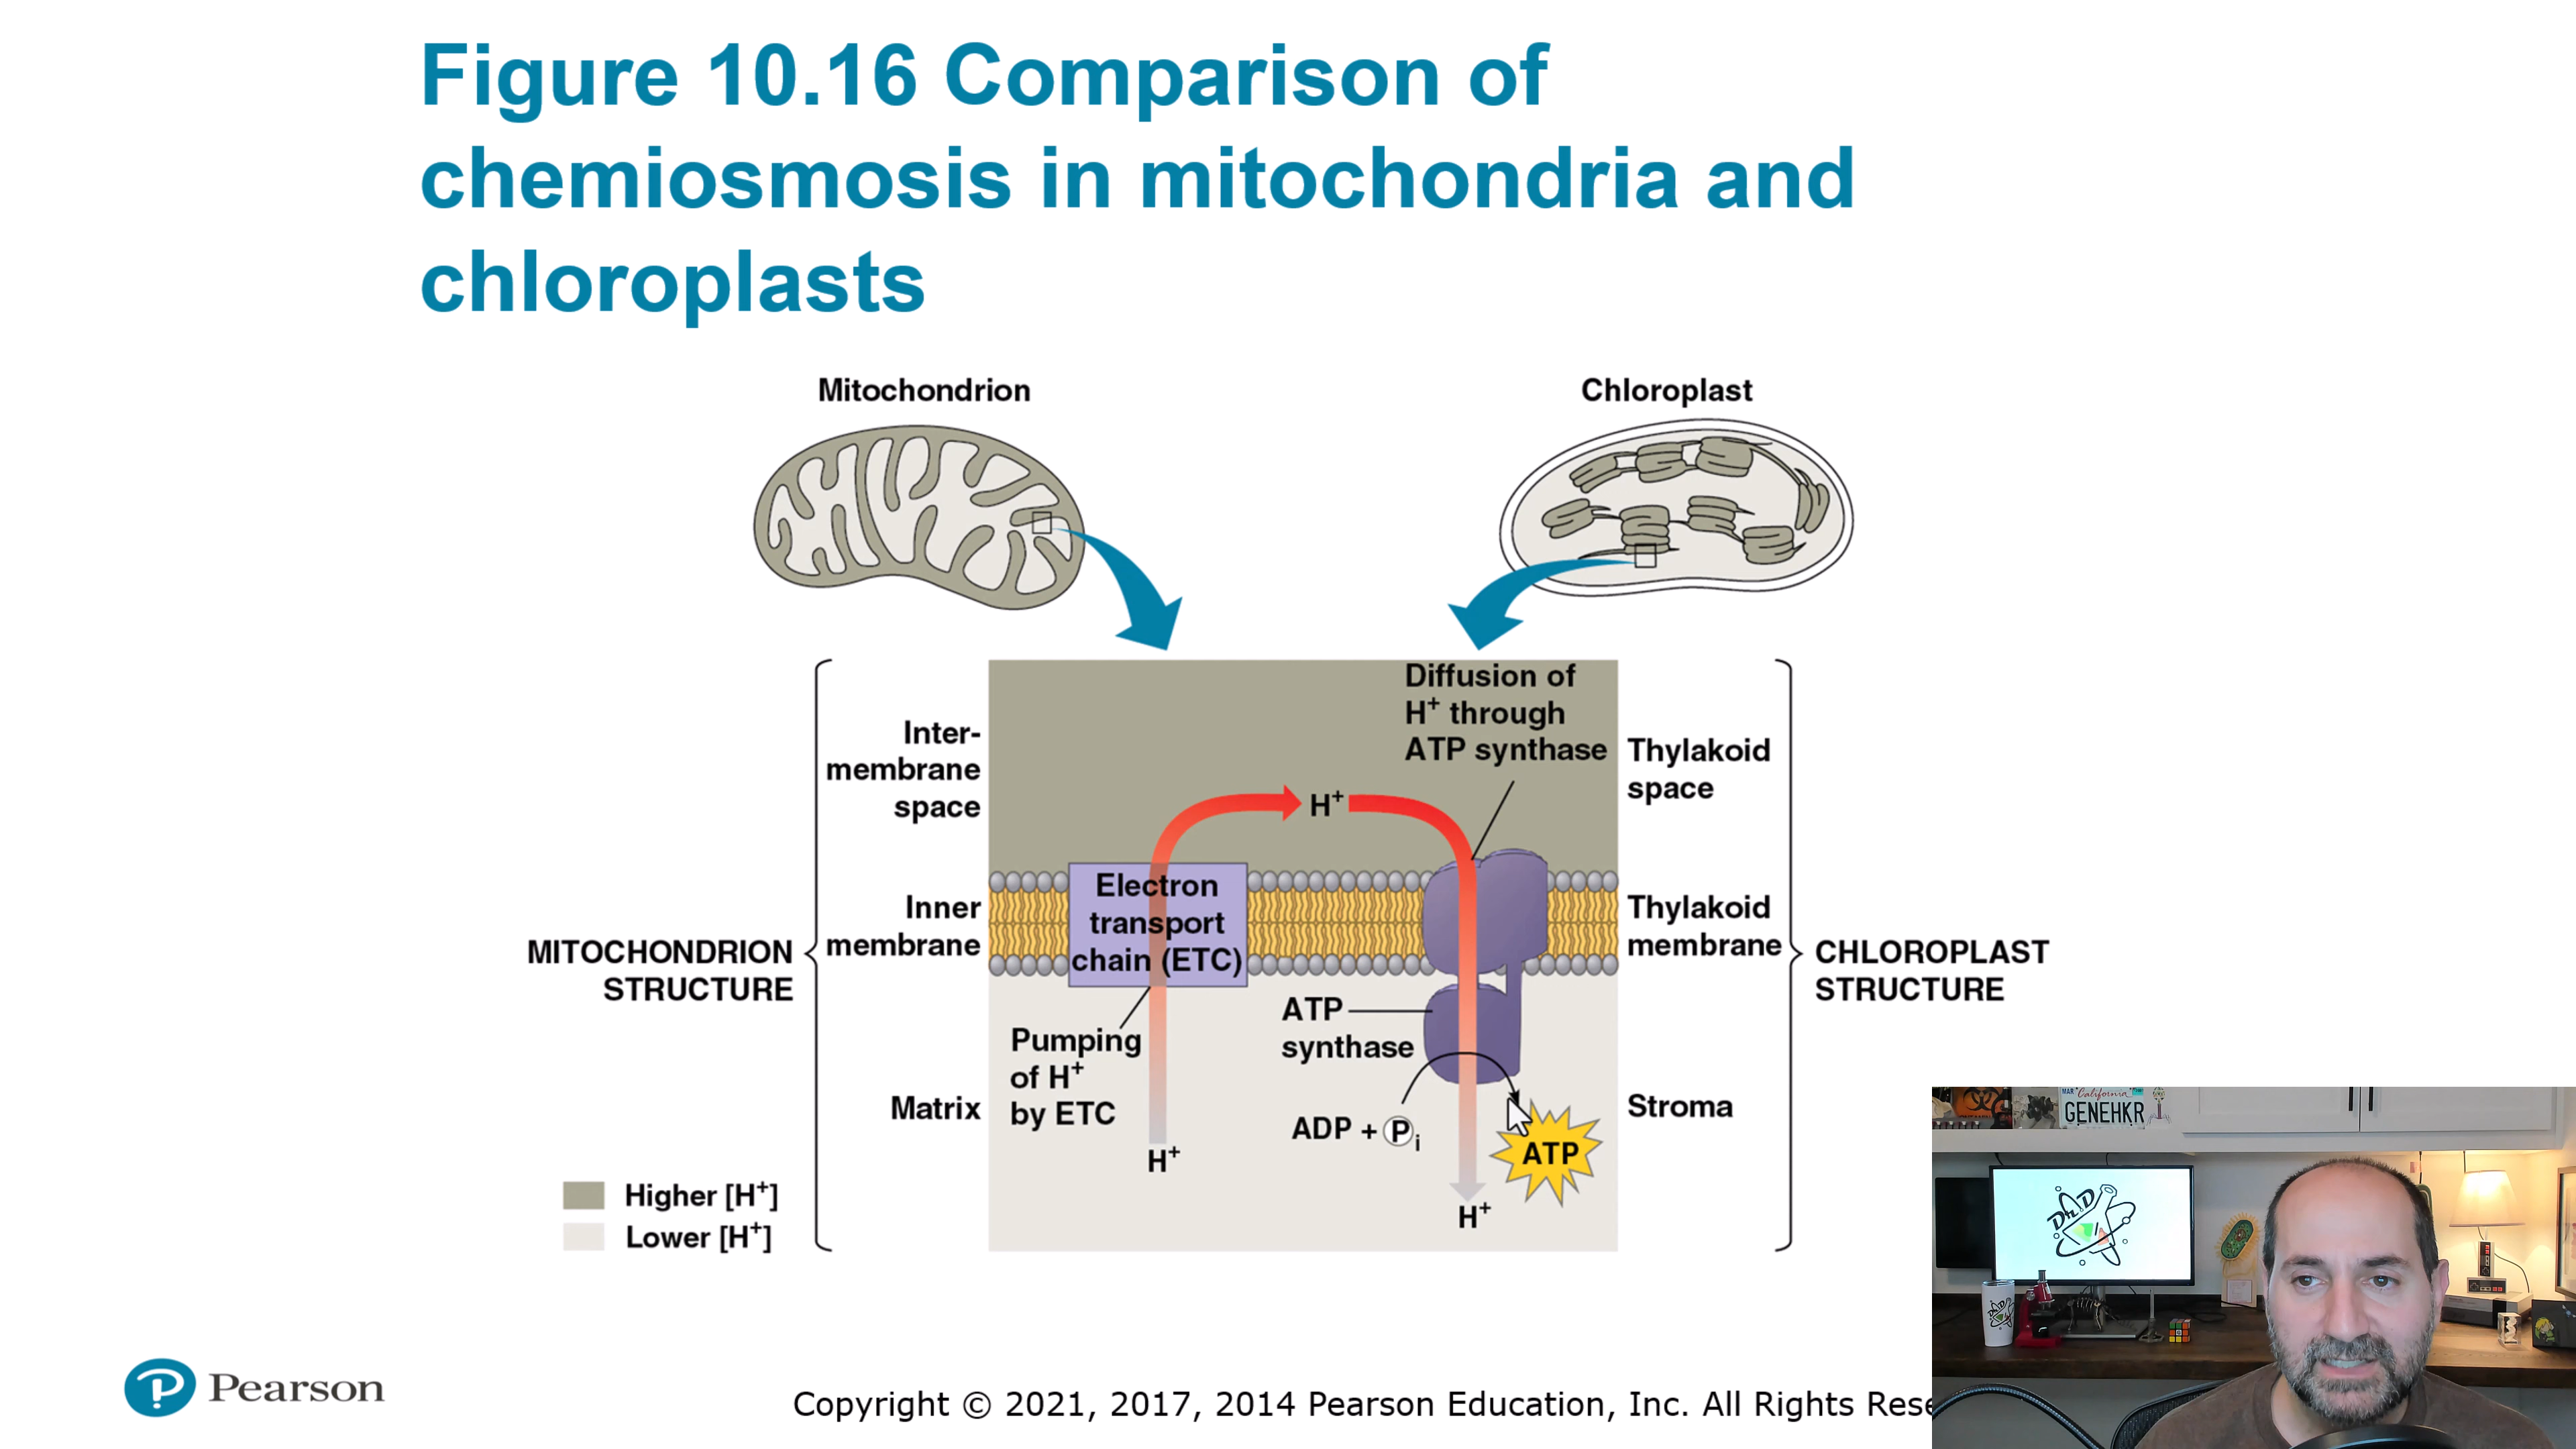 Figure 10.16 Comparison of
chemiosmosis in mitochondria and
chloroplasts
Mitochondrion
Chloroplast
Diffusion of
H⁺ through
ATP synthase
Inter-
membrane
space
Thylakoid
space
H⁺
Electron
transport
chain (ETC)
Inner
membrane
Thylakoid
membrane
MITOCHONDRION
STRUCTURE
CHLOROPLAST
STRUCTURE
ATP
synthase
Pumping
of H⁺
by ETC
Matrix
Stroma
ADP + Pᵢ
ATP
H⁺
H⁺
Higher [H⁺]
Lower [H⁺]
MAR California
GENEHKR
Dr. D
Pearson
Copyright © 2021, 2017, 2014 Pearson Education, Inc. All Rights Rese